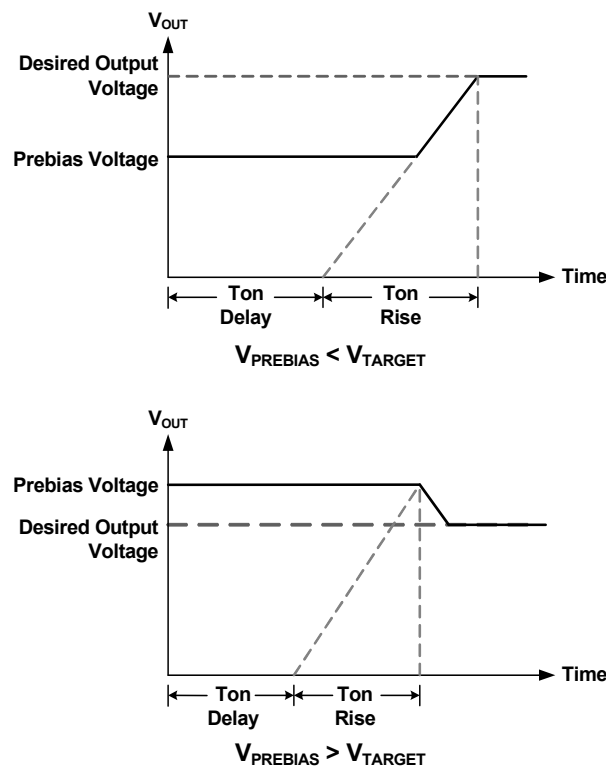 VOUT
Desired Output
Voltage
Prebias Voltage
Time
Ton
Delay
Ton
Rise
VPREBIAS < VTARGET
VOUT
Prebias Voltage
Desired Output
Voltage
Time
Ton
Delay
Ton
Rise
VPREBIAS > VTARGET